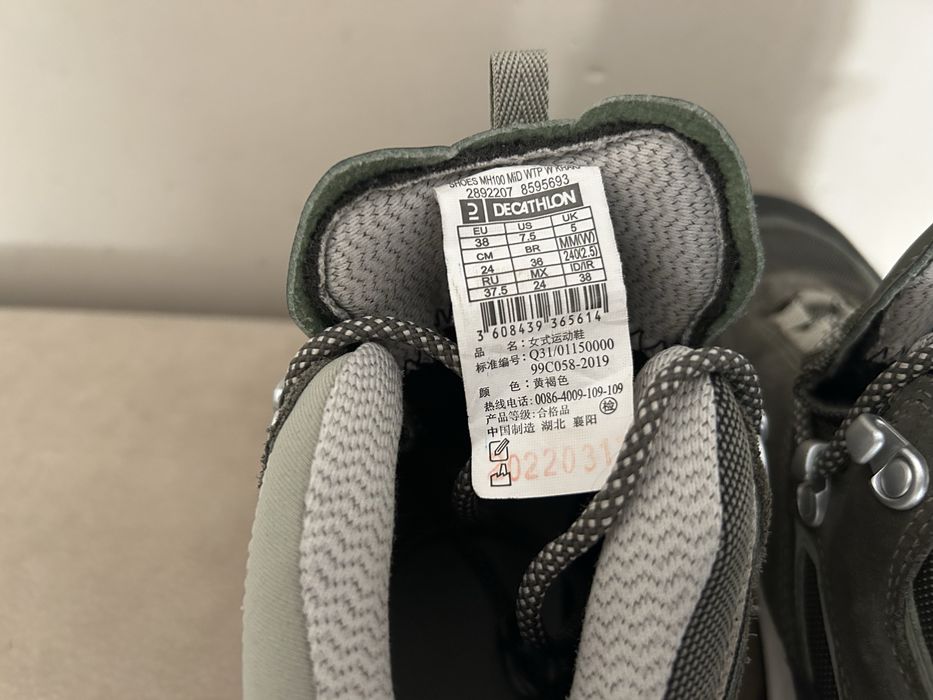 SHOES MH100 MiD WTP W KHAKI
2892207 8595693
DECATHLON
EU US UK
38 7.5 5
CM BR MM(W)
24 36 240(2.5)
RU MX ID/IR
37.5 24 38
3 608439 365614
品 名:女式运动鞋
标准编号:Q31/01150000
99C058-2019
颜 色:黄褐色
热线电话:0086-4009-109-109
产品等级:合格品 检
中国制造 湖北 襄阳
2022031